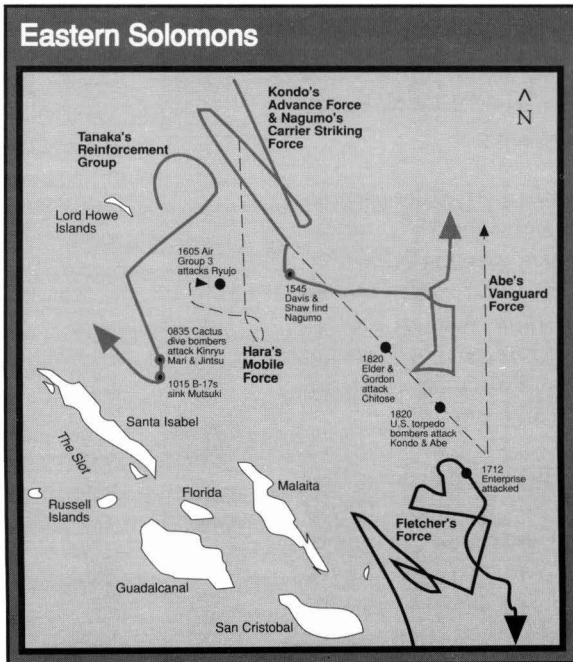 Eastern Solomons
Kondo's
Advance Force
& Nagumo's
Carrier Striking
Force
^
N
Tanaka's
Reinforcement
Group
Lord Howe
Islands
1605 Air
Group 3
attacks Ryujo
1545
Davis &
Shaw find
Nagumo
Abe's
Vanguard
Force
0835 Cactus
dive bombers
attack Kinryu
Mari & Jintsu
Hara's
Mobile
Force
1820
Elder &
Gordon
attack
Chitose
1015 B-17s
sink Mutsuki
1820
U.S. torpedo
bombers attack
Kondo & Abe
Santa Isabel
The Slot
1712
Enterprise
attacked
Malaita
Florida
Russell
Islands
Fletcher's
Force
Guadalcanal
San Cristobal